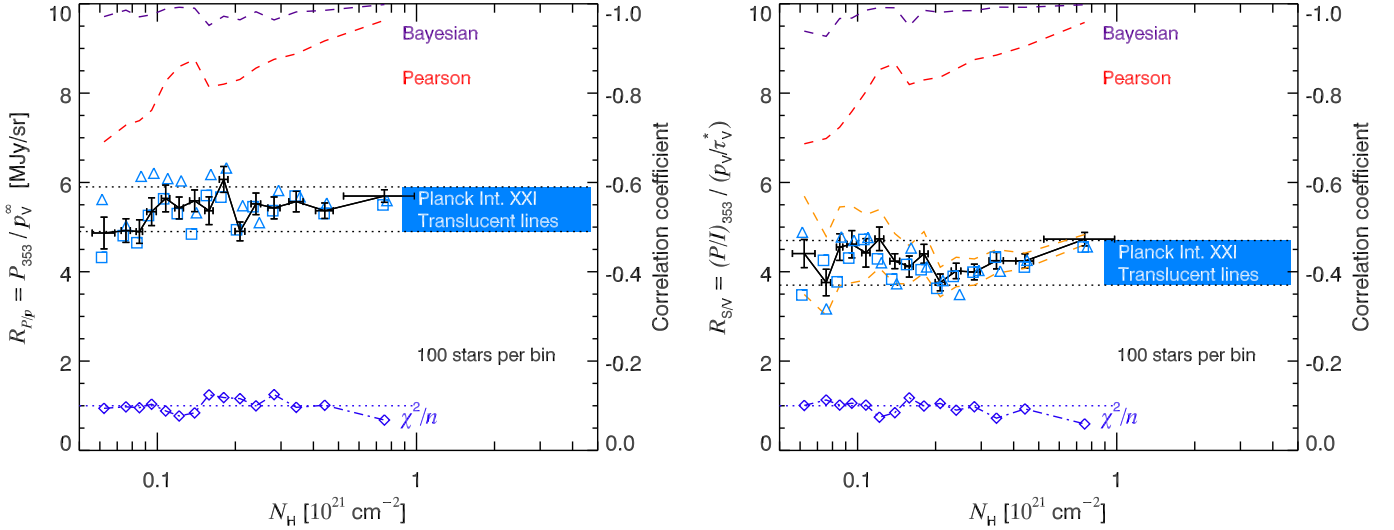 10
8
6
4
2
0
R_{P/p} = P_{353} / p_V^∞ [MJy/sr]
-1.0
-0.8
-0.6
-0.4
-0.2
0.0
Correlation coefficient
Bayesian
Pearson
Planck Int. XXI
Translucent lines
100 stars per bin
χ²/n
0.1
1
N_H [10^{21} cm^{−2}]
10
8
6
4
2
0
R_{S/V} = (P/I)_{353} / (p_V/τ_V^*)
-1.0
-0.8
-0.6
-0.4
-0.2
0.0
Correlation coefficient
Bayesian
Pearson
Planck Int. XXI
Translucent lines
100 stars per bin
χ²/n
0.1
1
N_H [10^{21} cm^{−2}]